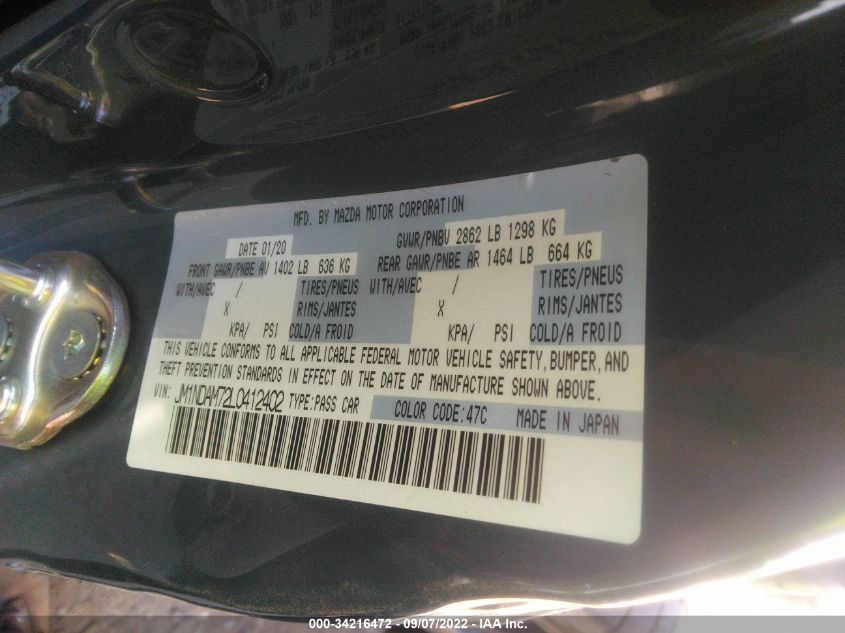 MFD. BY MAZDA MOTOR CORPORATION
DATE 01/20 GVWR/PNBV 2862 LB 1298 KG
FRONT GAWR/PNBE AV 1402 LB 636 KG REAR GAWR/PNBE AR 1464 LB 664 KG
WITH/AVEC / TIRES/PNEUS WITH/AVEC / TIRES/PNEUS
X RIMS/JANTES X RIMS/JANTES
KPA/ PSI COLD/A FROID KPA/ PSI COLD/A FROID
THIS VEHICLE CONFORMS TO ALL APPLICABLE FEDERAL MOTOR VEHICLE SAFETY, BUMPER, AND
THEFT PREVENTION STANDARDS IN EFFECT ON THE DATE OF MANUFACTURE SHOWN ABOVE.
VIN: JM1NDAM72L0412402 TYPE:PASS CAR COLOR CODE:47C MADE IN JAPAN
000-34216472 - 09/07/2022 - IAA Inc.